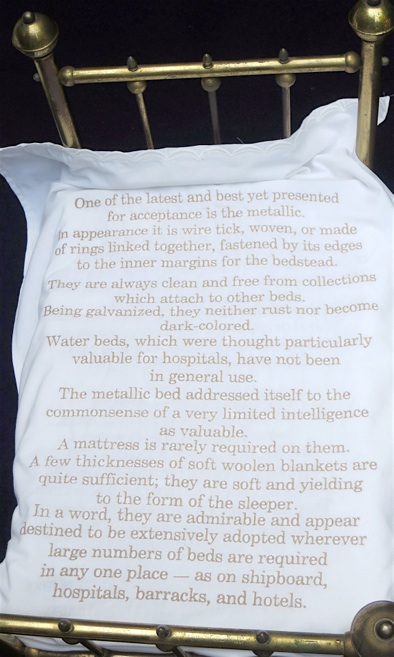 One of the latest and best yet presented
for acceptance is the metallic.
In appearance it is wire tick, woven, or made
of rings linked together, fastened by its edges
to the inner margins for the bedstead.
They are always clean and free from collections
which attach to other beds.
Being galvanized, they neither rust nor become
dark-colored.
Water beds, which were thought particularly
valuable for hospitals, have not been
in general use.
The metallic bed addressed itself to the
commonsense of a very limited intelligence
as valuable.
A mattress is rarely required on them.
A few thicknesses of soft woolen blankets are
quite sufficient; they are soft and yielding
to the form of the sleeper.
In a word, they are admirable and appear
destined to be extensively adopted wherever
large numbers of beds are required
in any one place — as on shipboard,
hospitals, barracks, and hotels.